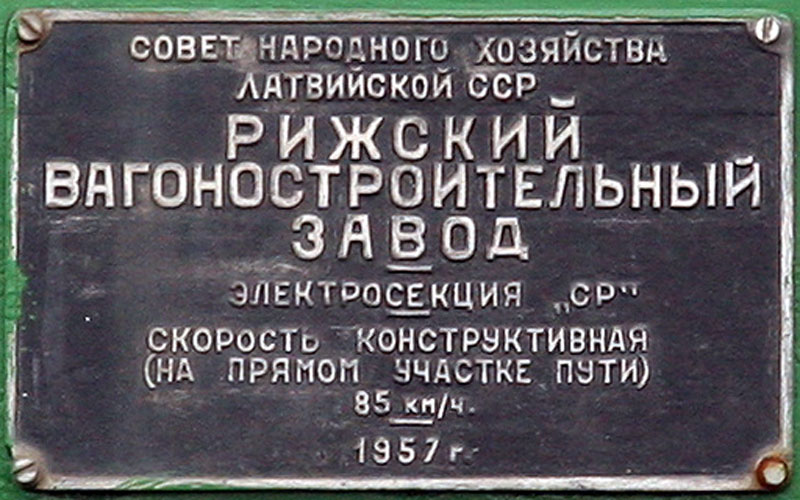 СОВЕТ НАРОДНОГО ХОЗЯЙСТВА
ЛАТВИЙСКОЙ ССР
РИЖСКИЙ
ВАГОНОСТРОИТЕЛЬНЫЙ
ЗАВОД
ЭЛЕКТРОСЕКЦИЯ „СР"
СКОРОСТЬ КОНСТРУКТИВНАЯ
(НА ПРЯМОМ УЧАСТКЕ ПУТИ)
85 км/ч.
1957 г.